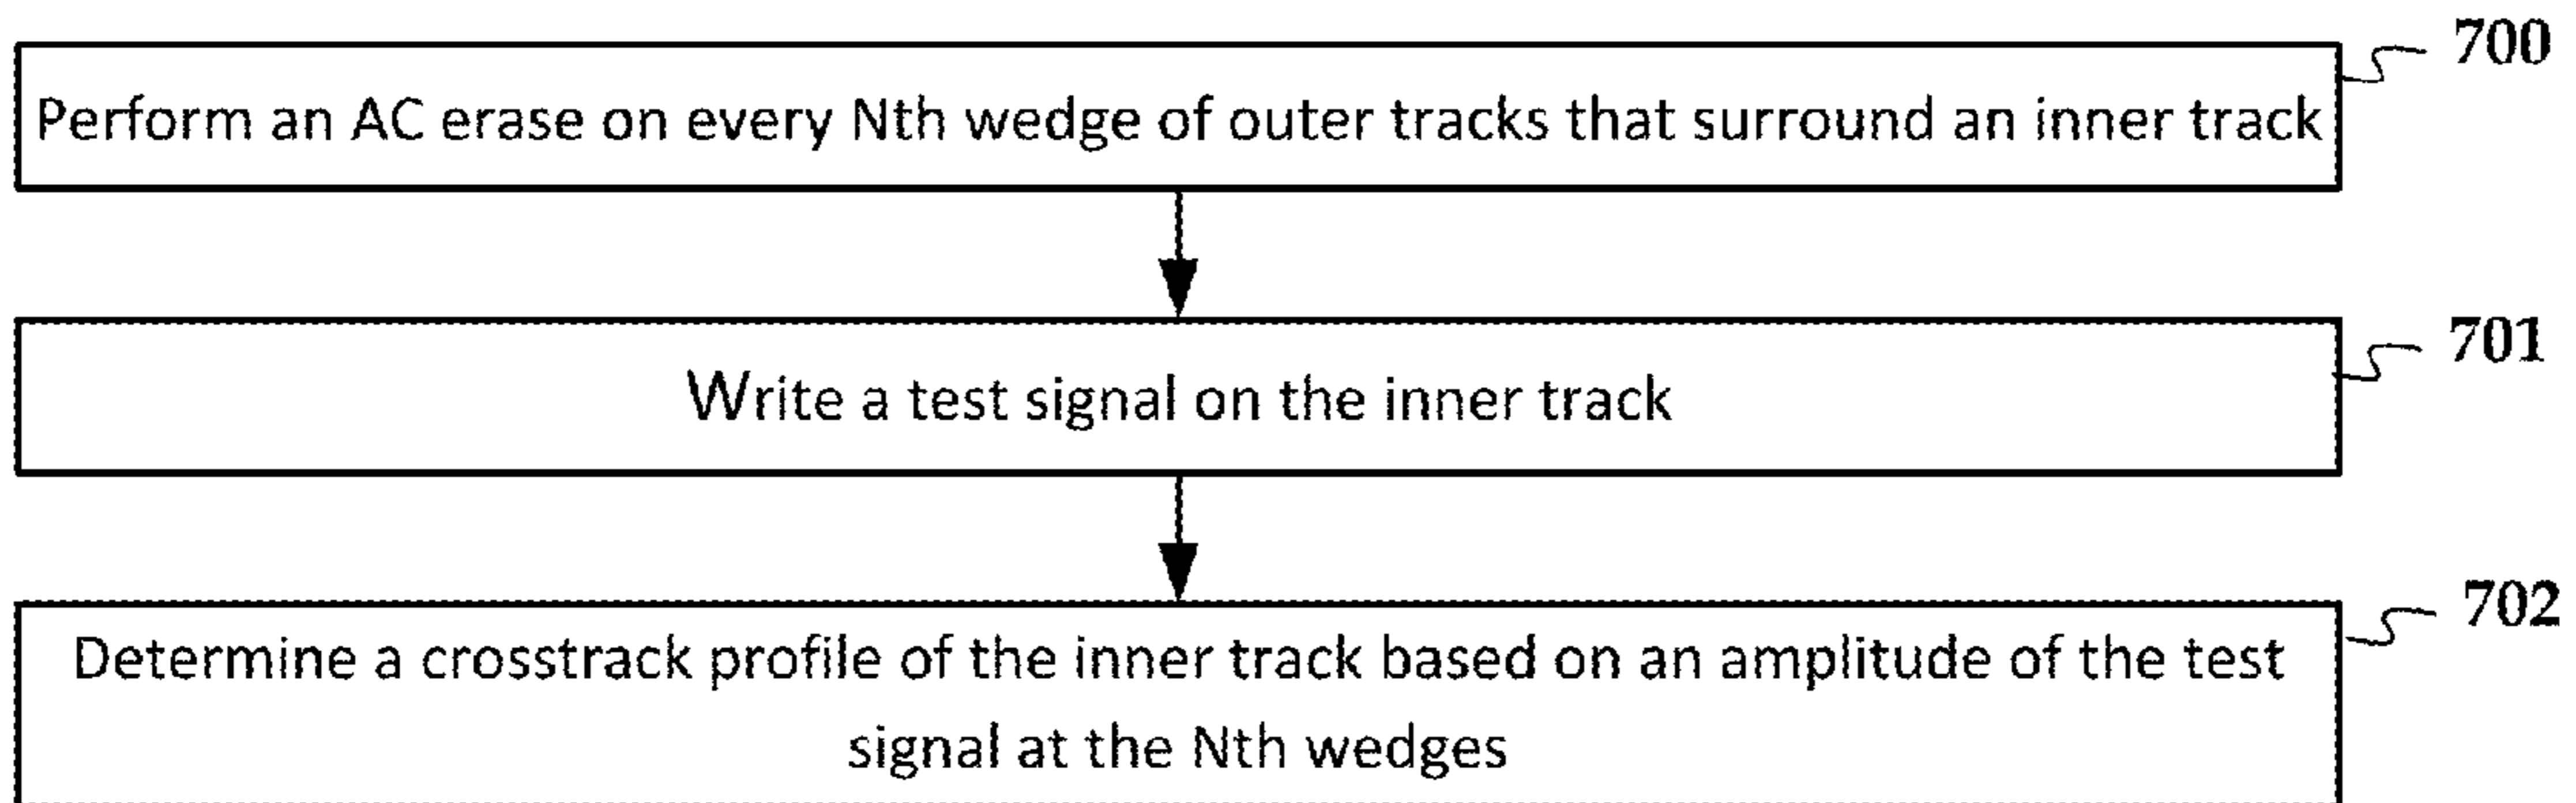 700
Perform an AC erase on every Nth wedge of outer tracks that surround an inner track
701
Write a test signal on the inner track
702
Determine a crosstrack profile of the inner track based on an amplitude of the test
signal at the Nth wedges